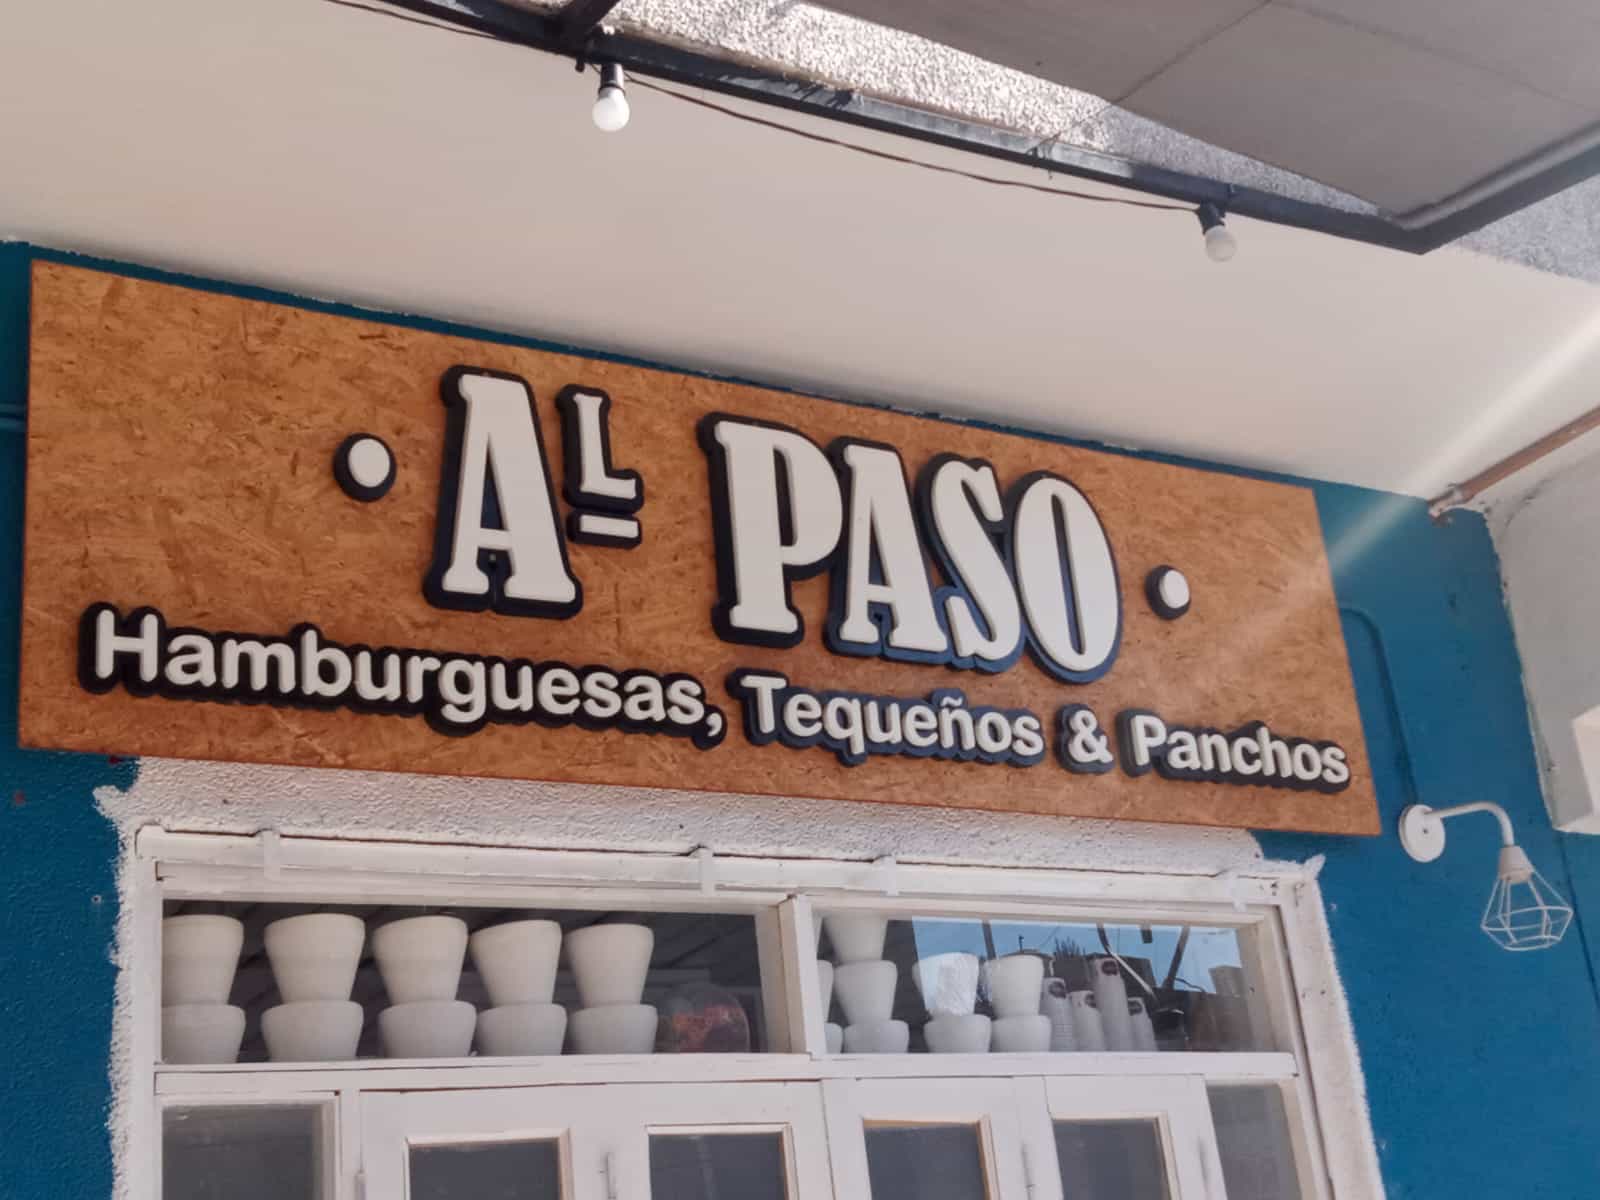 · AL PASO ·
Hamburguesas, Tequeños & Panchos